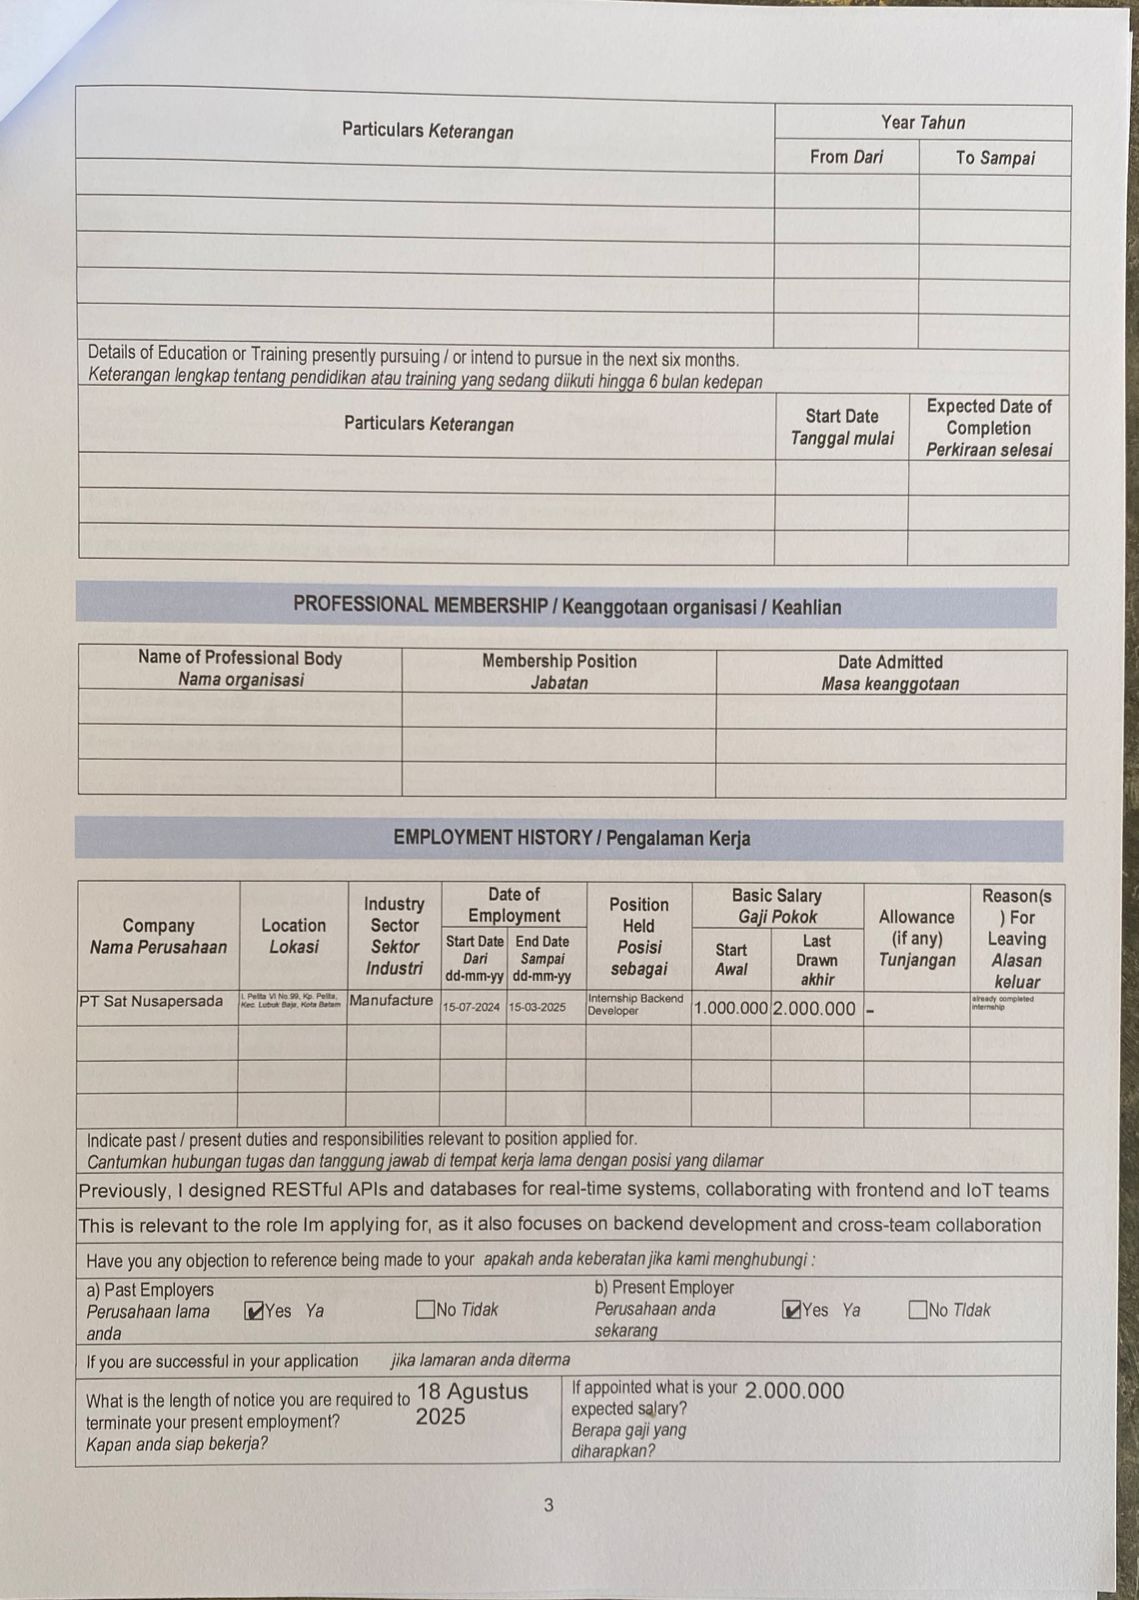 Particulars Keterangan
Year Tahun
From Dari
To Sampai
Details of Education or Training presently pursuing / or intend to pursue in the next six months.
Keterangan lengkap tentang pendidikan atau training yang sedang diikuti hingga 6 bulan kedepan
Particulars Keterangan
Start Date
Tanggal mulai
Expected Date of
Completion
Perkiraan selesai
PROFESSIONAL MEMBERSHIP / Keanggotaan organisasi / Keahlian
Name of Professional Body
Nama organisasi
Membership Position
Jabatan
Date Admitted
Masa keanggotaan
EMPLOYMENT HISTORY / Pengalaman Kerja
Company
Nama Perusahaan
Location
Lokasi
Industry
Sector
Sektor
Industri
Date of
Employment
Start Date
Dari
dd-mm-yy
End Date
Sampai
dd-mm-yy
Position
Held
Posisi
sebagai
Basic Salary
Gaji Pokok
Start
Awal
Last
Drawn
akhir
Allowance
(if any)
Tunjangan
Reason(s
) For
Leaving
Alasan
keluar
PT Sat Nusapersada
l. Pelita VI No.99, Kp. Pelita,
Kec. Lubuk Baja, Kota Batam
Manufacture
15-07-2024
15-03-2025
Internship Backend
Developer
1.000.000
2.000.000
-
already completed
internship
Indicate past / present duties and responsibilities relevant to position applied for.
Cantumkan hubungan tugas dan tanggung jawab di tempat kerja lama dengan posisi yang dilamar
Previously, I designed RESTful APIs and databases for real-time systems, collaborating with frontend and IoT teams
This is relevant to the role Im applying for, as it also focuses on backend development and cross-team collaboration
Have you any objection to reference being made to your apakah anda keberatan jika kami menghubungi :
a) Past Employers
Perusahaan lama
anda
Yes Ya
No Tidak
b) Present Employer
Perusahaan anda
sekarang
Yes Ya
No TIdak
If you are successful in your application jika lamaran anda diterma
What is the length of notice you are required to
terminate your present employment?
Kapan anda siap bekerja?
18 Agustus
2025
If appointed what is your
expected salary?
Berapa gaji yang
diharapkan?
2.000.000
3